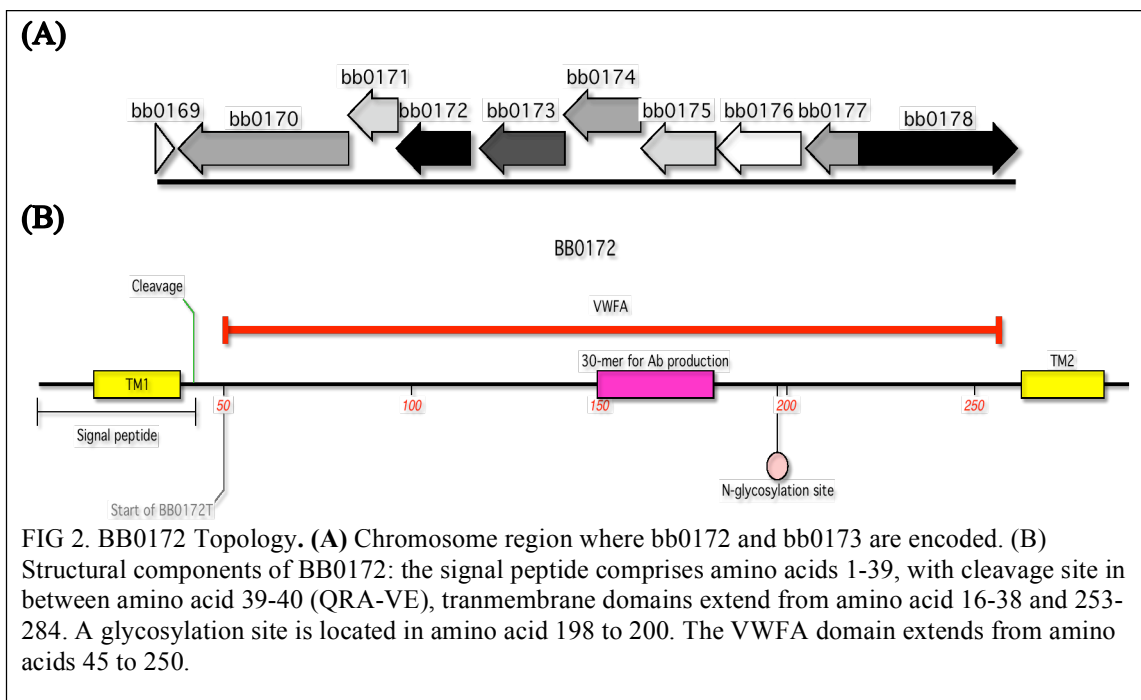 (A)
bb0169 bb0170 bb0171 bb0172 bb0173 bb0174 bb0175 bb0176 bb0177 bb0178
(B)
BB0172
Cleavage
VWFA
30-mer for Ab production
TM1
TM2
50 100 150 200 250
Signal peptide
N-glycosylation site
Start of BB0172T
FIG 2. BB0172 Topology. (A) Chromosome region where bb0172 and bb0173 are encoded. (B)
Structural components of BB0172: the signal peptide comprises amino acids 1-39, with cleavage site in
between amino acid 39-40 (QRA-VE), tranmembrane domains extend from amino acid 16-38 and 253-
284. A glycosylation site is located in amino acid 198 to 200. The VWFA domain extends from amino
acids 45 to 250.